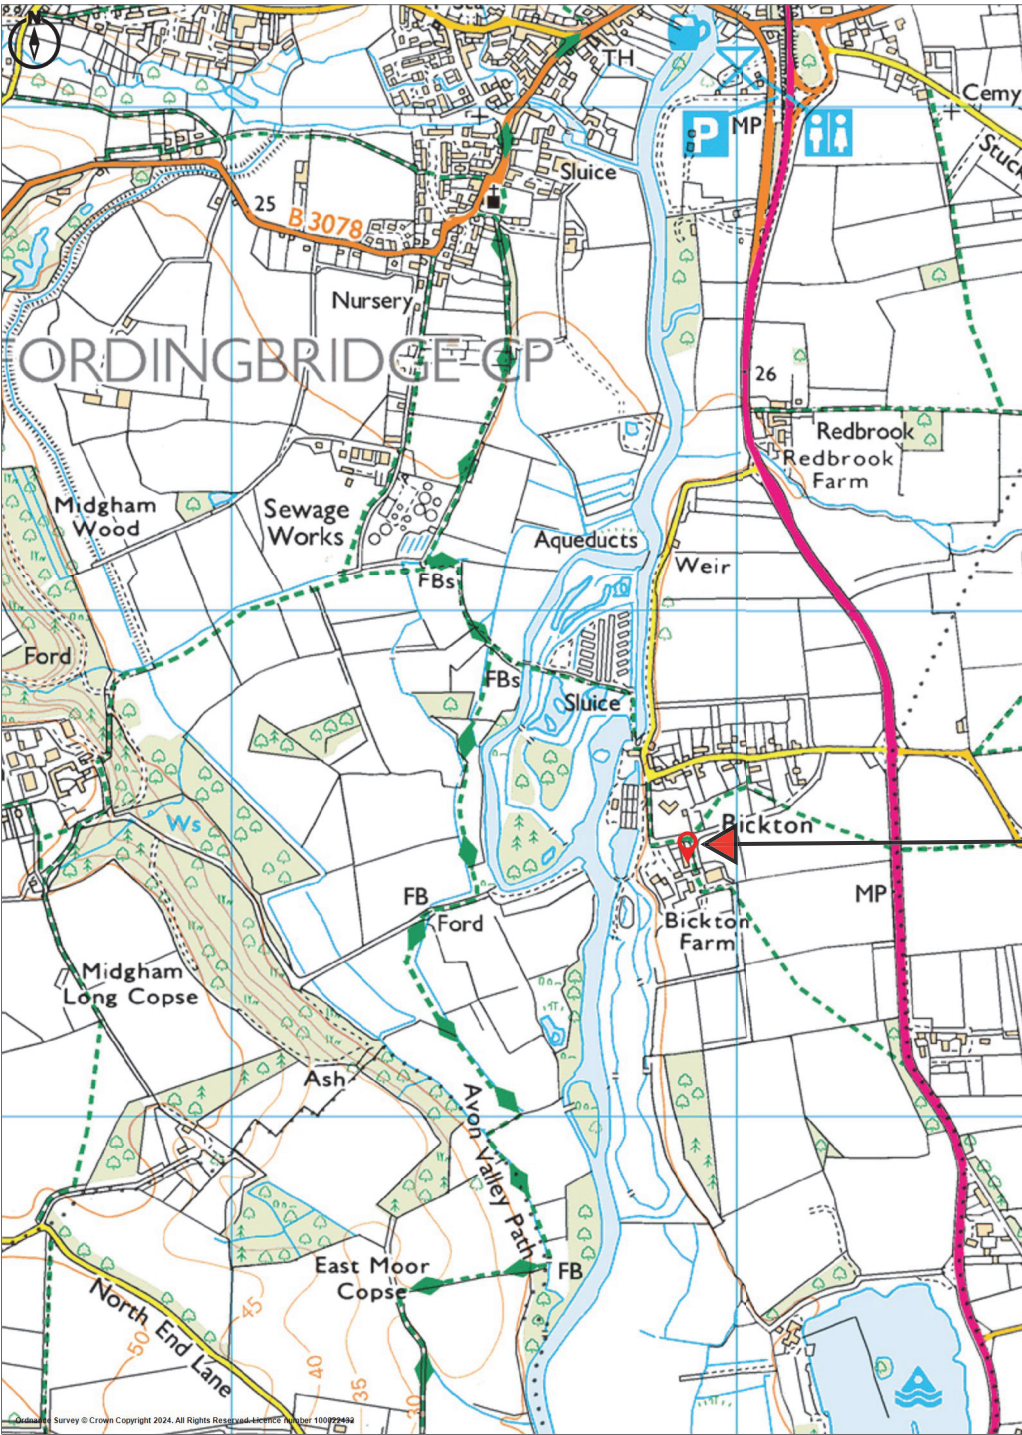 N
TH
Cemy
P
MP
Sluice
25
B 3078
Nursery
ORDINGBRIDGE CP
26
Redbrook
Redbrook
Farm
Midgham
Wood
Sewage
Works
Aqueducts
FBs
Weir
Ford
FBs
Sluice
Ws
Bickton
MP
FB
Ford
Bickton
Farm
Midgham
Long Copse
Ash
Avon Valley Path
East Moor
Copse
FB
North End Lane
45
50
40
35
30
Ordnance Survey © Crown Copyright 2024. All Rights Reserved. Licence number 100022432